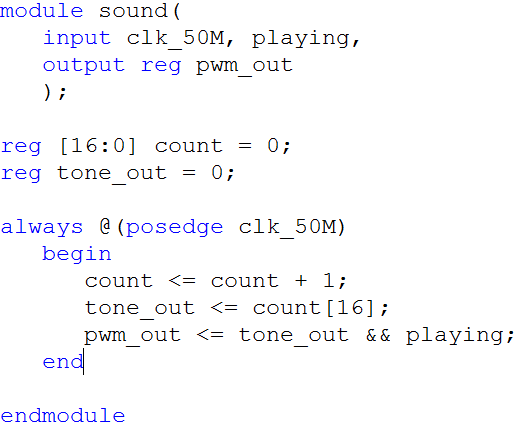 module sound(
input clk_50M, playing,
output reg pwm_out
);
reg [16:0] count = 0;
reg tone_out = 0;
always @(posedge clk_50M)
begin
count <= count + 1;
tone_out <= count[16];
pwm_out <= tone_out && playing;
end
endmodule